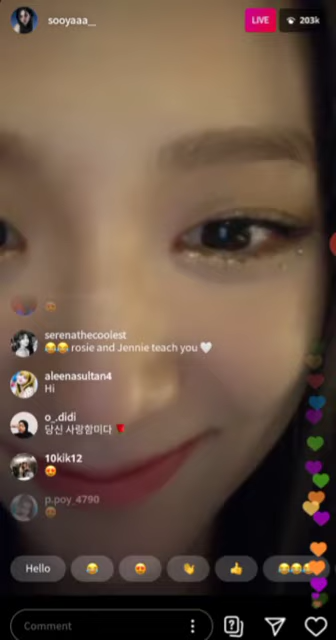 sooyaaa__
LIVE
203k
serenathecoolest
😂😂 rosie and Jennie teach you 🤍
aleenasultan4
Hi
o_.didi
당신 사랑함미다🌹
10kik12
😍
p.poy_4790
Hello
Comment